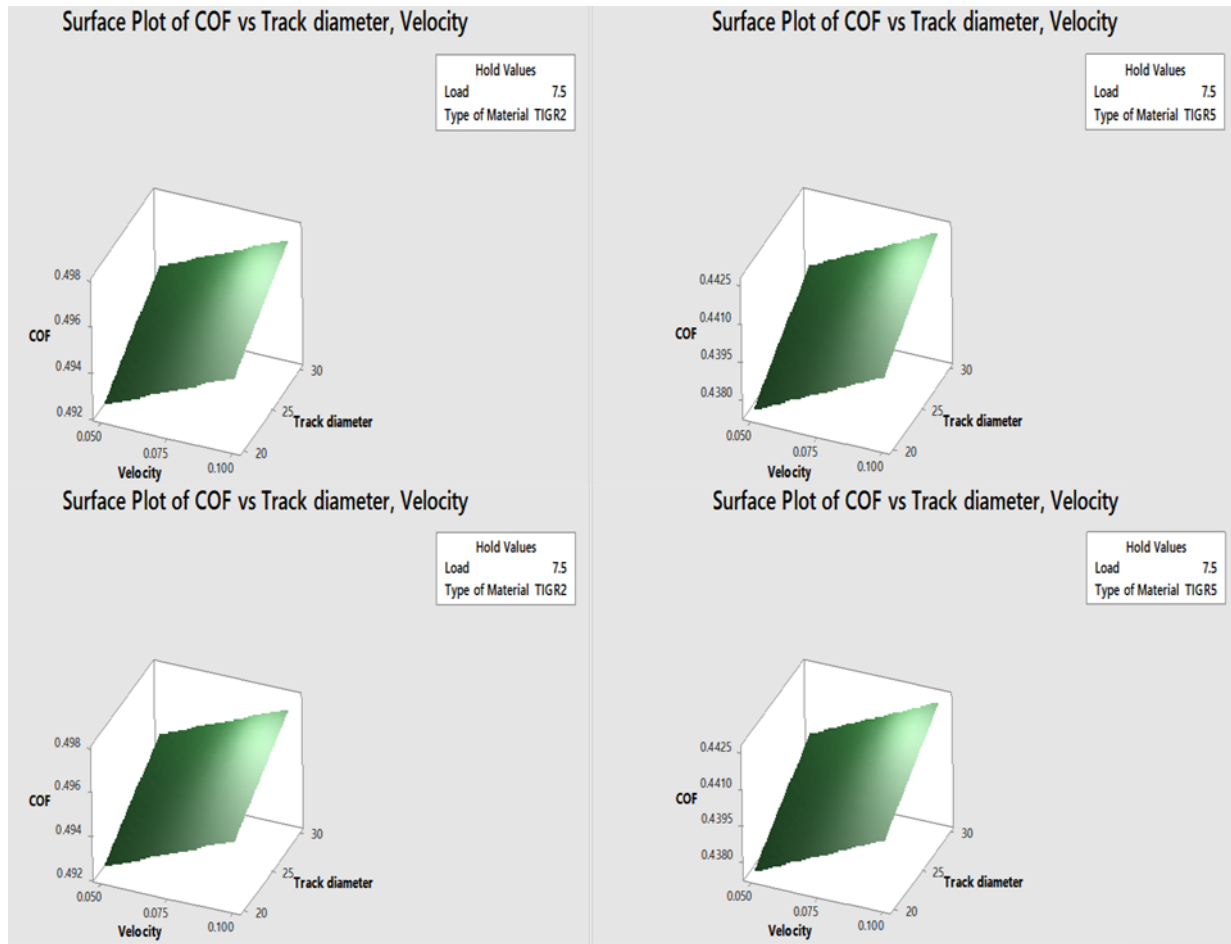 Surface Plot of COF vs Track diameter, Velocity
Hold Values
Load 7.5
Type of Material TIGR2
0.498
0.496
COF
0.494
0.492
0.050
0.075
0.100
Velocity
20
25
30
Track diameter
Surface Plot of COF vs Track diameter, Velocity
Hold Values
Load 7.5
Type of Material TIGR5
0.4425
0.4410
COF
0.4395
0.4380
0.050
0.075
0.100
Velocity
20
25
30
Track diameter
Surface Plot of COF vs Track diameter, Velocity
Hold Values
Load 7.5
Type of Material TIGR2
0.498
0.496
COF
0.494
0.492
0.050
0.075
0.100
Velocity
20
25
30
Track diameter
Surface Plot of COF vs Track diameter, Velocity
Hold Values
Load 7.5
Type of Material TIGR5
0.4425
0.4410
COF
0.4395
0.4380
0.050
0.075
0.100
Velocity
20
25
30
Track diameter